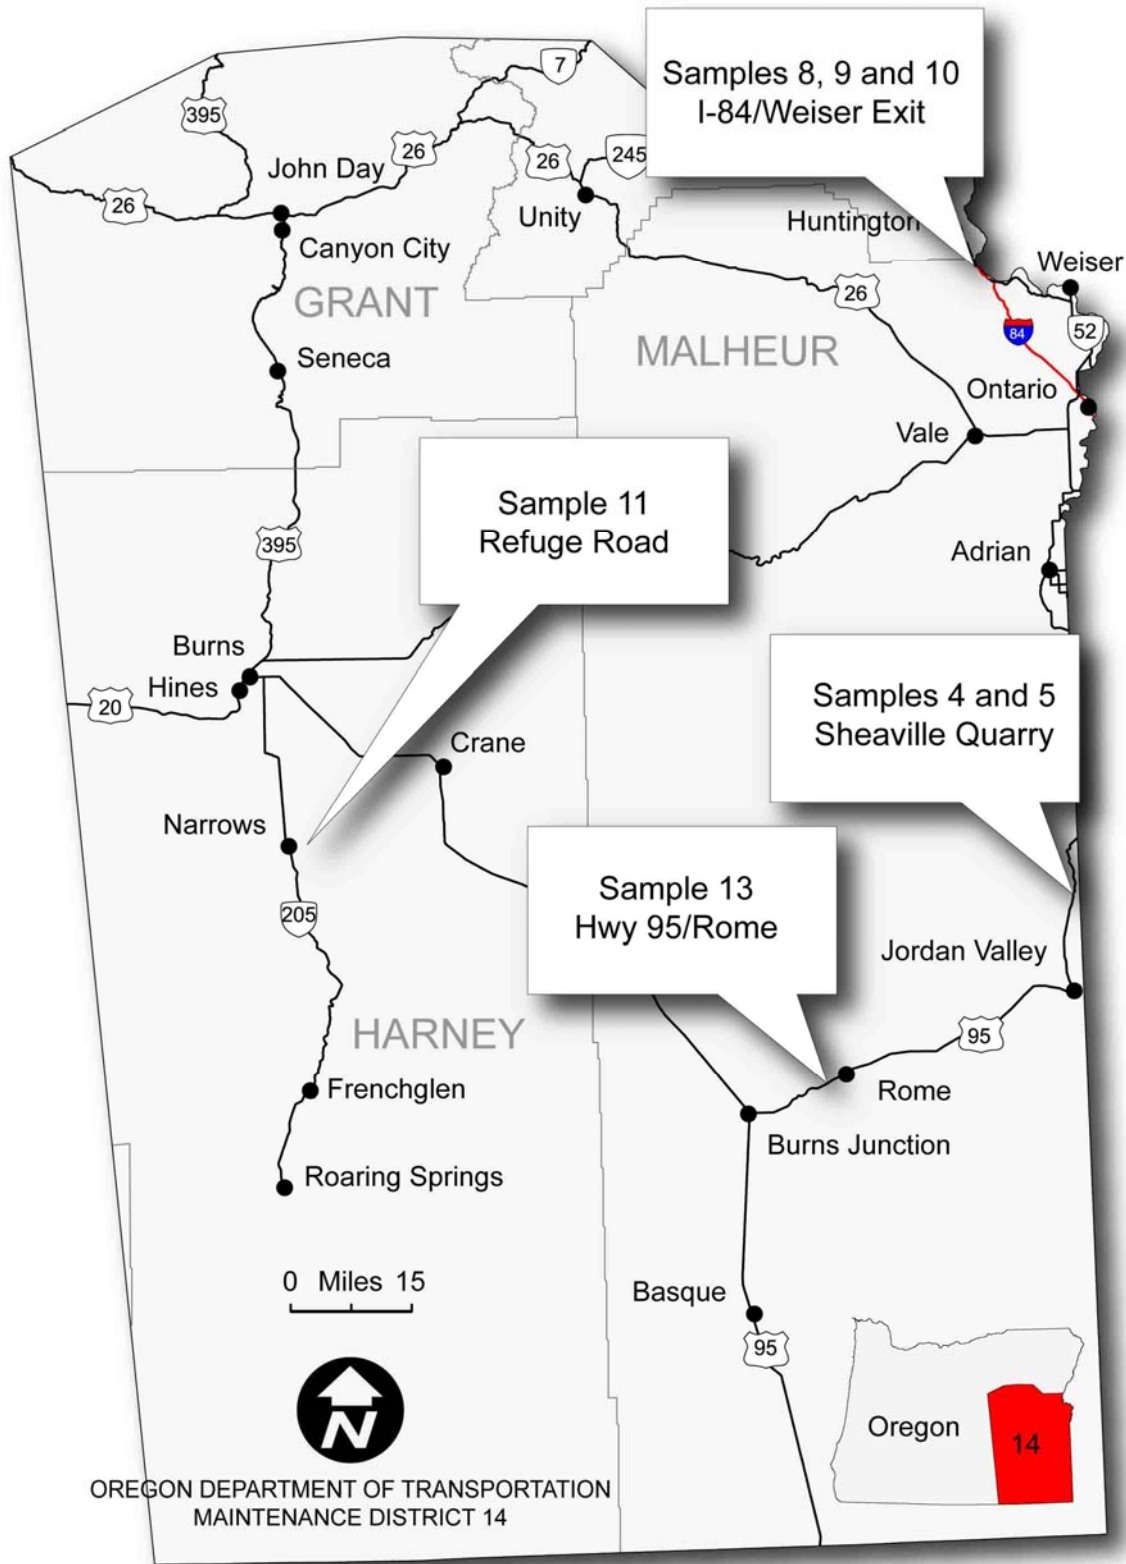 Samples 8, 9 and 10
I-84/Weiser Exit
7
395
John Day
26
26
245
26
Unity
Huntington
Canyon City
Weiser
GRANT
26
52
84
MALHEUR
Seneca
Ontario
Vale
Sample 11
Refuge Road
395
Adrian
Burns
Hines
20
Samples 4 and 5
Sheaville Quarry
Crane
Narrows
Sample 13
Hwy 95/Rome
205
Jordan Valley
HARNEY
95
Frenchglen
Rome
Burns Junction
Roaring Springs
0 Miles 15
Basque
95
N
Oregon
14
OREGON DEPARTMENT OF TRANSPORTATION
MAINTENANCE DISTRICT 14